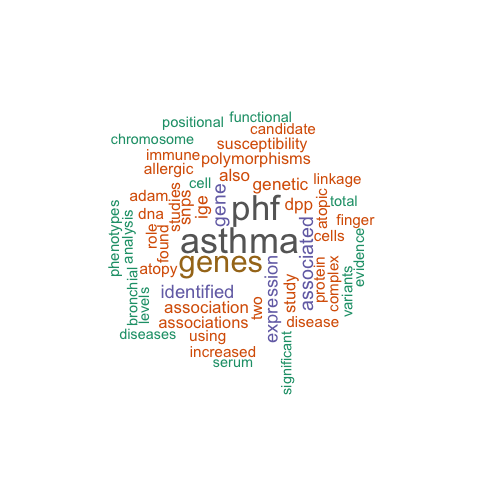 functional
positional
candidate
chromosome
susceptibility
immune
polymorphisms
allergic
also
cell
genetic
linkage
adam
studies
snps
ige
gene
phf
dpp
atopic
total
dna
finger
phenotypes
analysis
role
found
asthma
associated
cells
evidence
atopy
genes
expression
study
protein
complex
variants
bronchial
levels
identified
association
two
associations
disease
diseases
using
increased
serum
significant